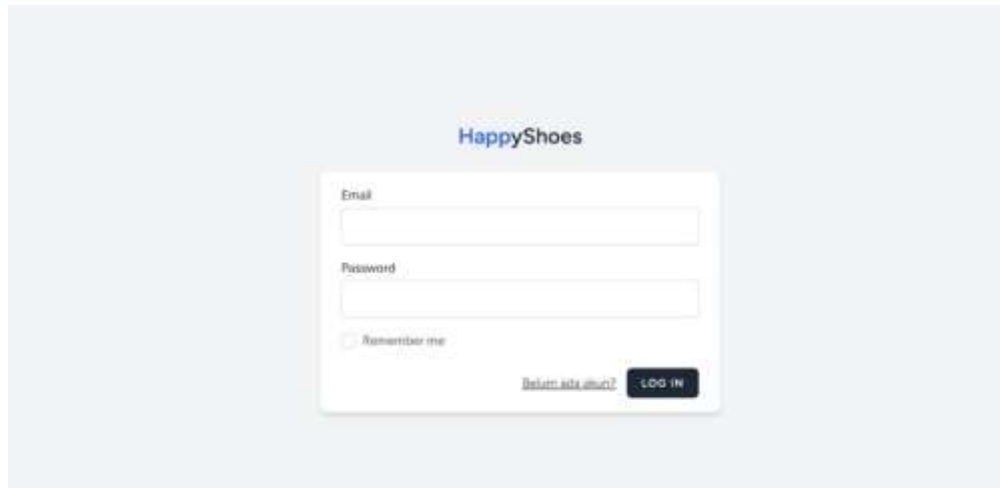 HappyShoes
Email
Password
Remember me
Belum ada akun? LOG IN